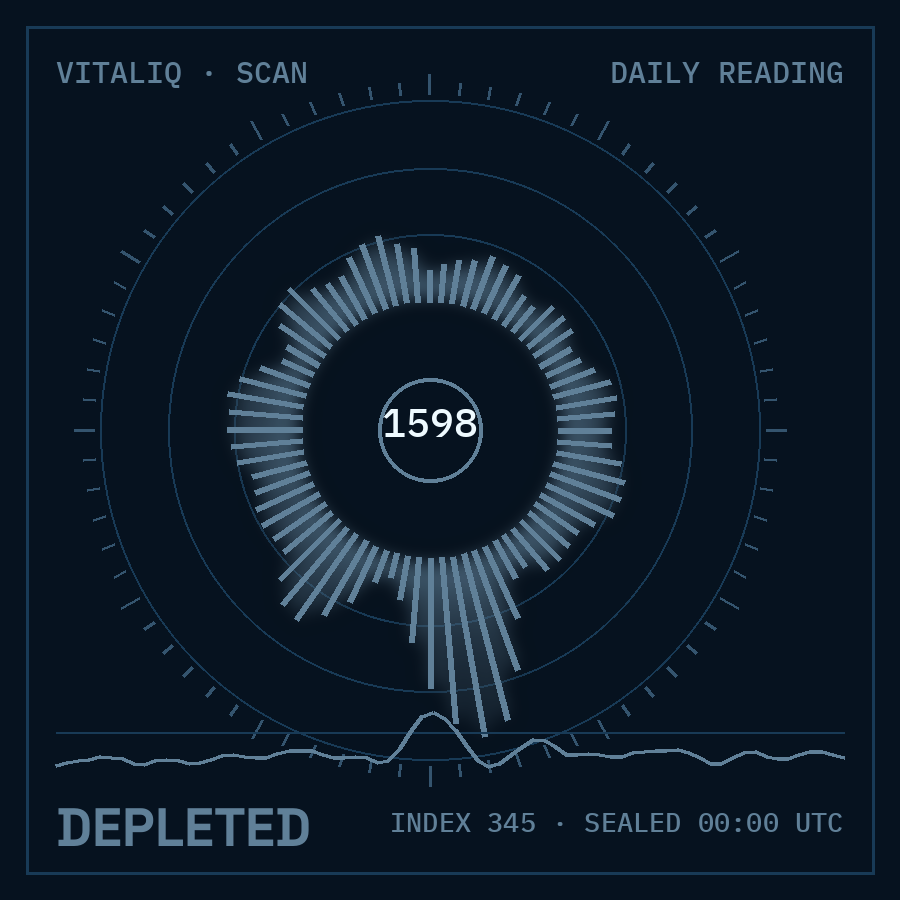 VITALIQ · SCAN
DAILY READING
1598
DEPLETED
INDEX 345 · SEALED 00:00 UTC